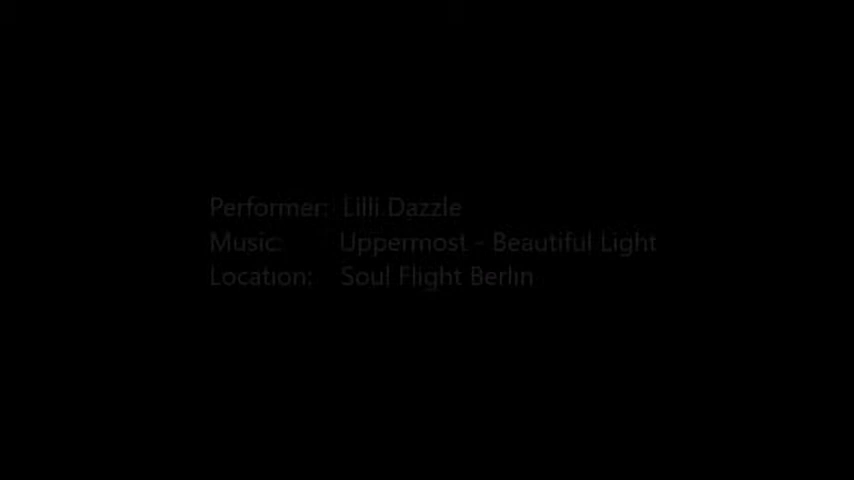 Performer: Lilli Dazzle
Music: Uppermost - Beautiful Light
Location: Soul Flight Berlin